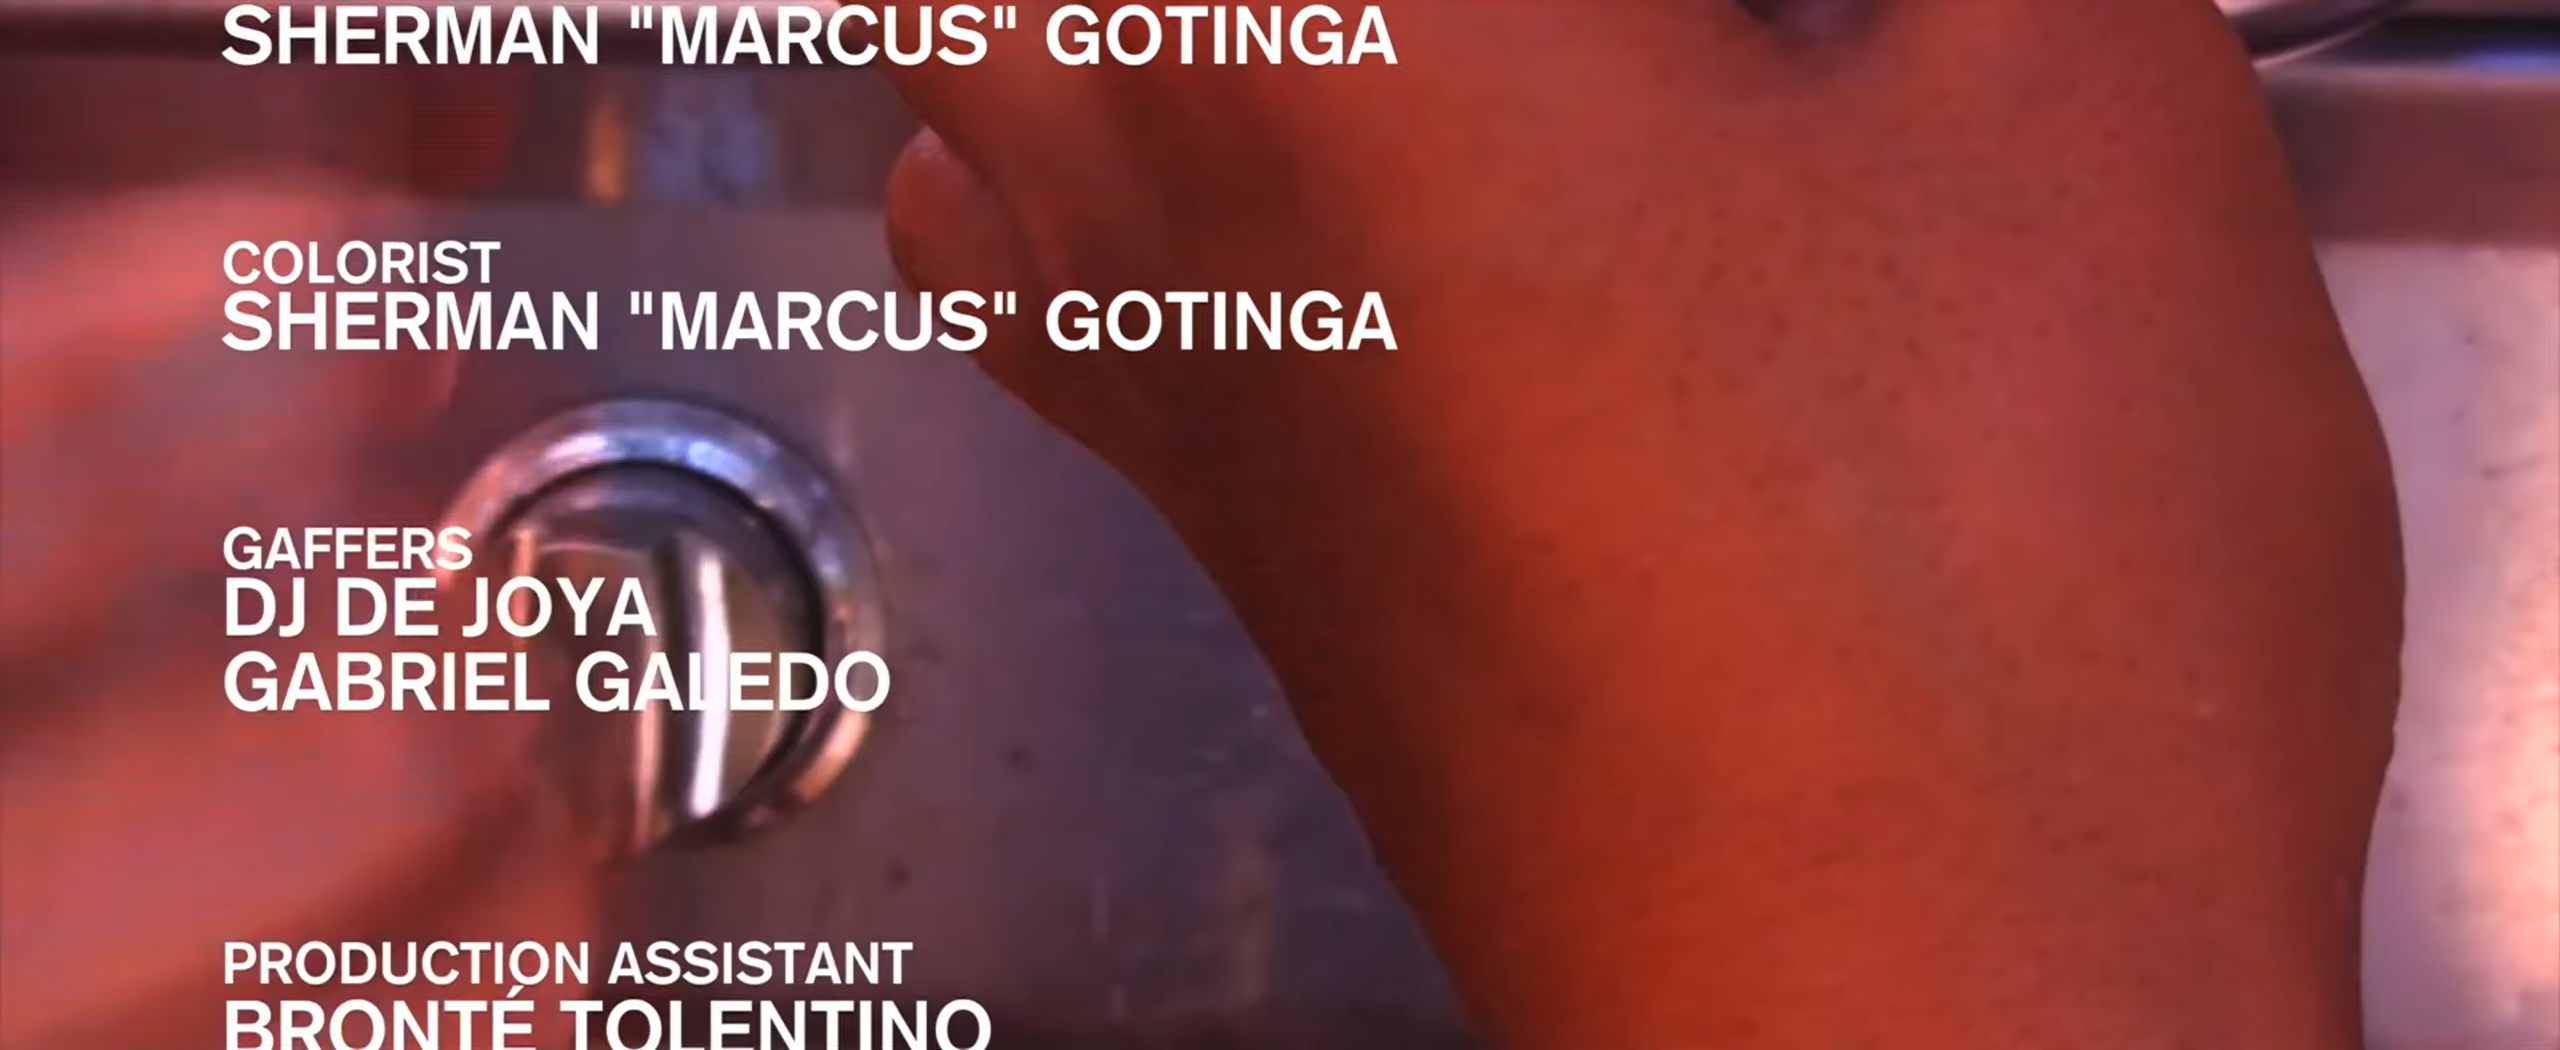 SHERMAN "MARCUS" GOTINGA
COLORIST
SHERMAN "MARCUS" GOTINGA
GAFFERS
DJ DE JOYA
GABRIEL GALEDO
PRODUCTION ASSISTANT
BRONTÉ TOLENTINO